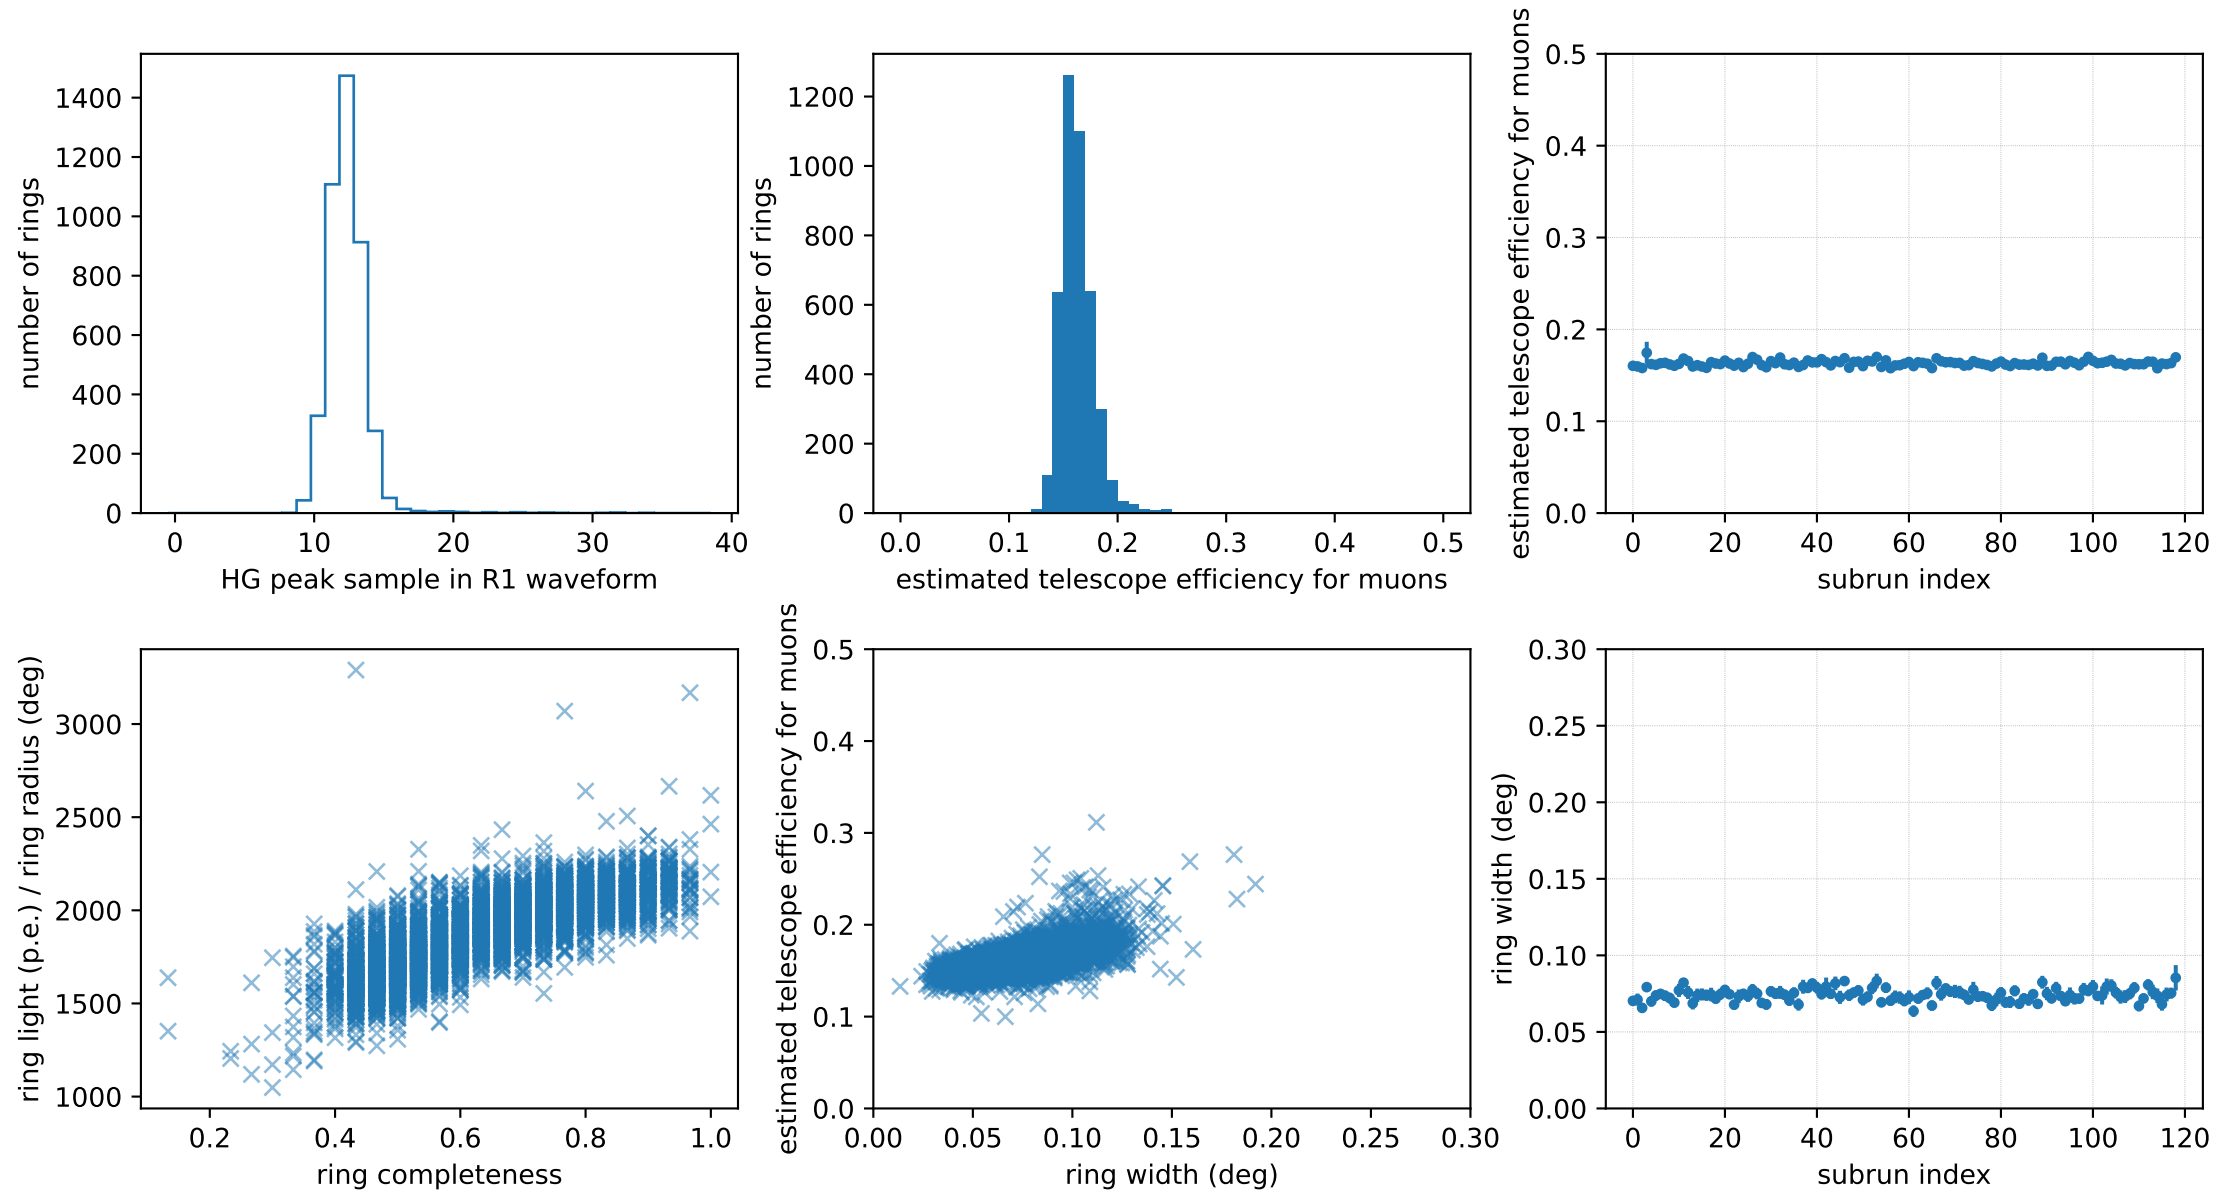 number of rings
1400
1200
1000
800
600
400
200
0
0 10 20 30 40
HG peak sample in R1 waveform
number of rings
1200
1000
800
600
400
200
0
0.0 0.1 0.2 0.3 0.4 0.5
estimated telescope efficiency for muons
estimated telescope efficiency for muons
0.5
0.4
0.3
0.2
0.1
0.0
0 20 40 60 80 100 120
subrun index
ring light (p.e.) / ring radius (deg)
3000
2500
2000
1500
1000
0.2 0.4 0.6 0.8 1.0
ring completeness
estimated telescope efficiency for muons
0.5
0.4
0.3
0.2
0.1
0.0
0.00 0.05 0.10 0.15 0.20 0.25 0.30
ring width (deg)
ring width (deg)
0.30
0.25
0.20
0.15
0.10
0.05
0.00
0 20 40 60 80 100 120
subrun index